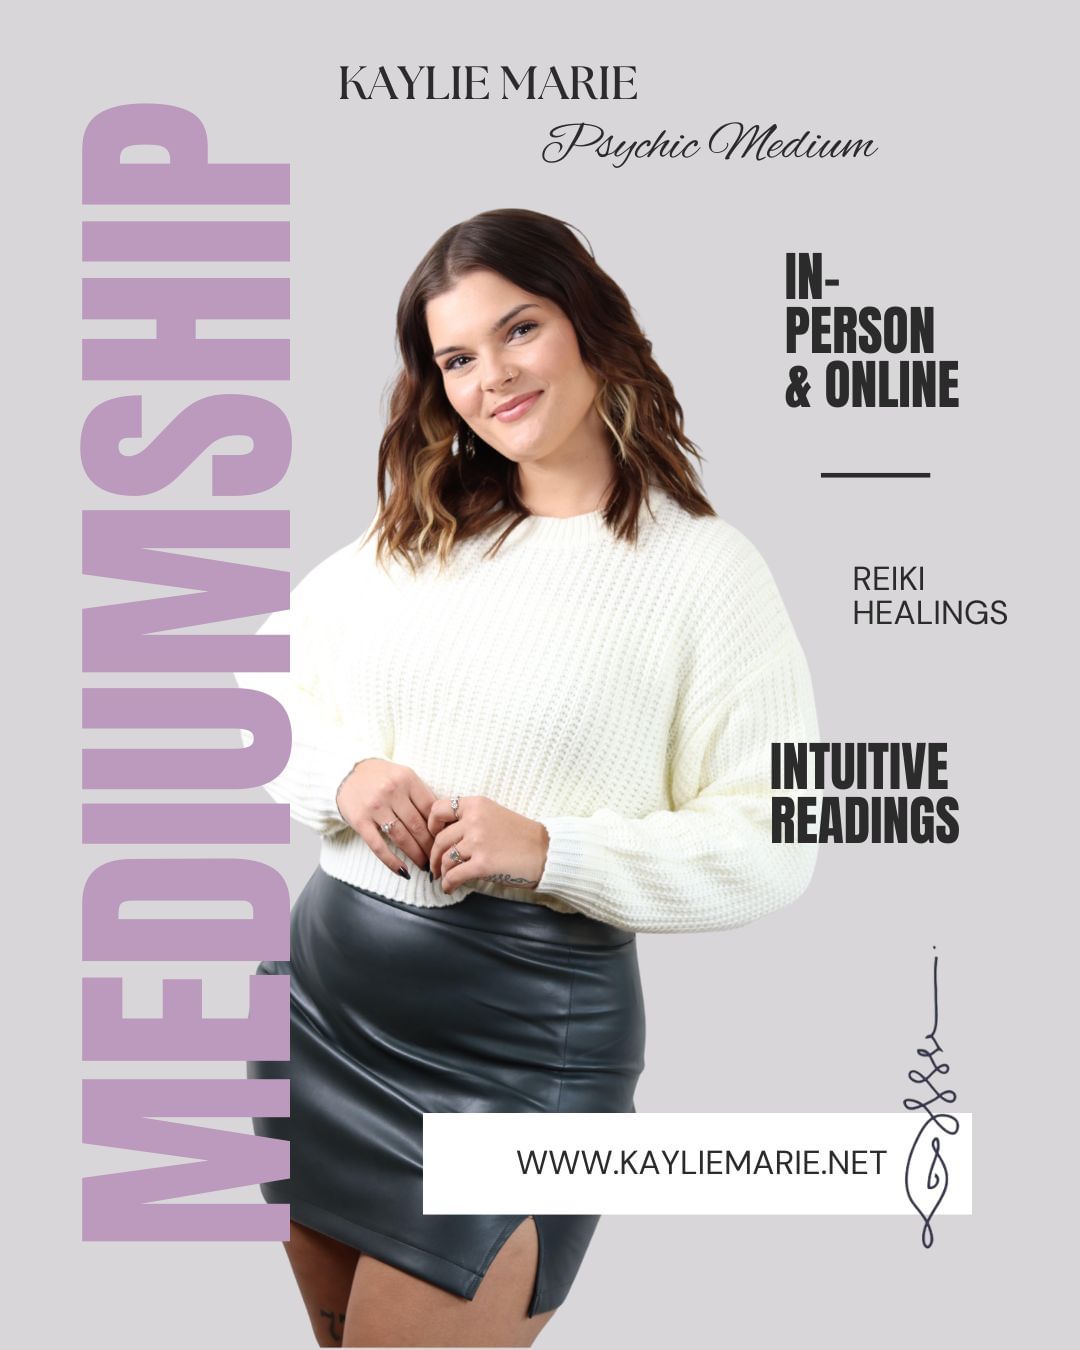 KAYLIE MARIE
Psychic Medium
MEDIUMSHIP
IN-
PERSON
& ONLINE
REIKI
HEALINGS
INTUITIVE
READINGS
WWW.KAYLIEMARIE.NET